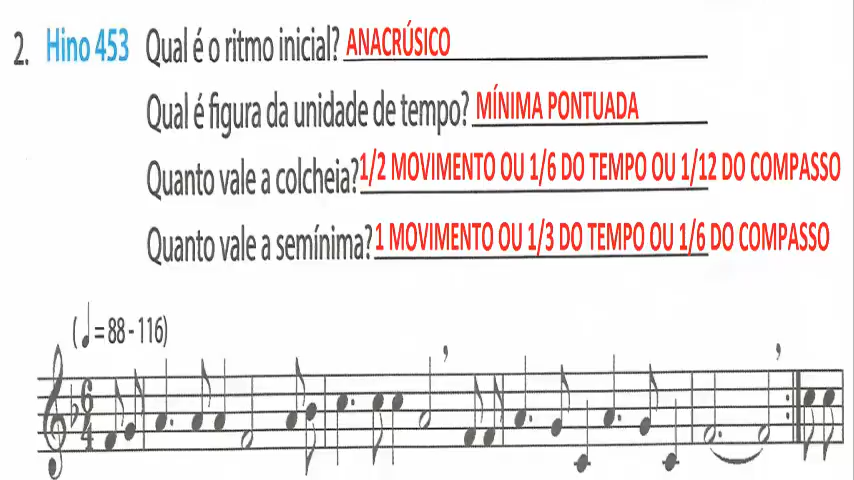 2. Hino 453 Qual é o ritmo inicial? ANACRÚSICO
Qual é figura da unidade de tempo? MÍNIMA PONTUADA
Quanto vale a colcheia? 1/2 MOVIMENTO OU 1/6 DO TEMPO OU 1/12 DO COMPASSO
Quanto vale a semínima? 1 MOVIMENTO OU 1/3 DO TEMPO OU 1/6 DO COMPASSO
(♩ = 88 - 116)
6
4